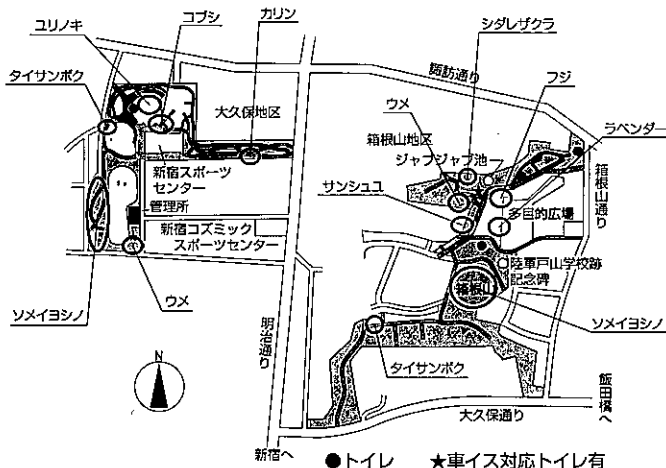 コブシ
カリン
ユリノキ
シダレザクラ
諏訪通り
フジ
タイサンボク
大久保地区
ウメ
ラベンダー
箱根山地区
ジャブジャブ池
新宿スポーツ
センター
サンシュユ
多目的広場
箱根山通り
管理所
新宿コズミック
スポーツセンター
陸軍戸山学校跡
記念碑
箱根山
ソメイヨシノ
ウメ
明治通り
ソメイヨシノ
タイサンボク
N
飯田橋へ
大久保通り
新宿へ
●トイレ ★車イス対応トイレ有